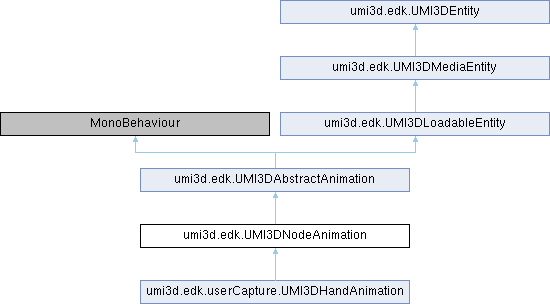 umi3d.edk.UMI3DEntity
umi3d.edk.UMI3DMediaEntity
MonoBehaviour
umi3d.edk.UMI3DLoadableEntity
umi3d.edk.UMI3DAbstractAnimation
umi3d.edk.UMI3DNodeAnimation
umi3d.edk.userCapture.UMI3DHandAnimation